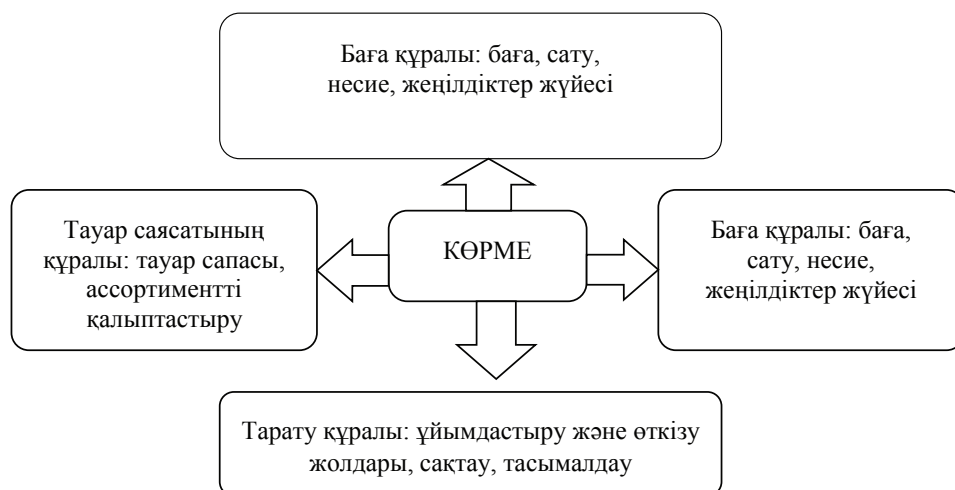 Баға құралы: баға, сату,
несие, жеңілдіктер жүйесі
Тауар саясатының
құралы: тауар сапасы,
ассортиментті
қалыптастыру
КӨРМЕ
Баға құралы: баға,
сату, несие,
жеңілдіктер жүйесі
Тарату құралы: ұйымдастыру және өткізу
жолдары, сақтау, тасымалдау